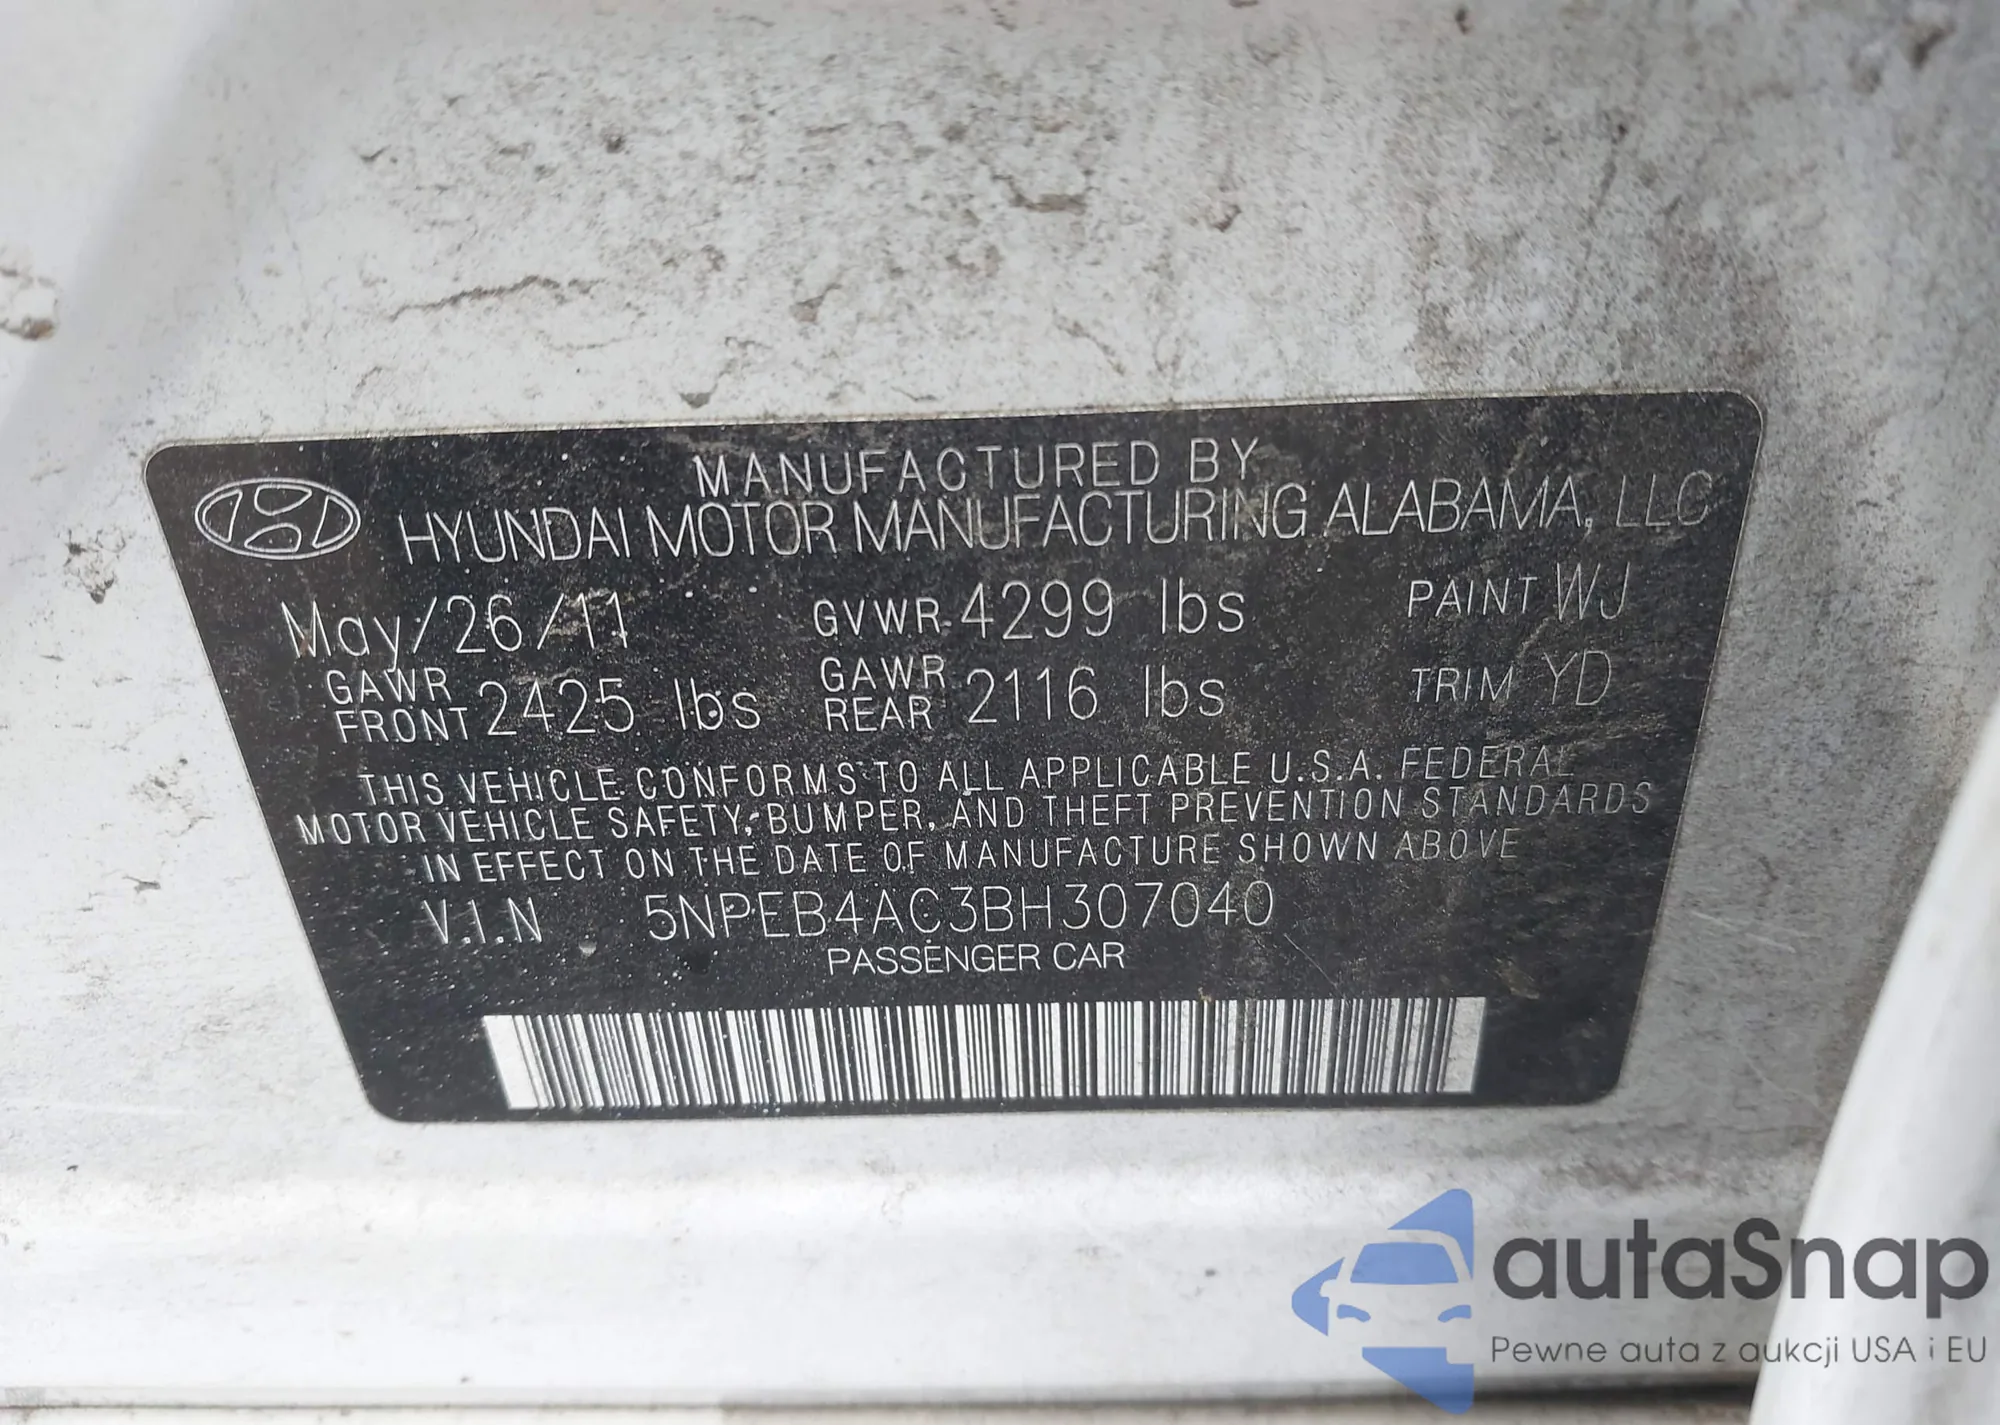 MANUFACTURED BY
HYUNDAI MOTOR MANUFACTURING ALABAMA, LLC
May/26/11 GVWR 4299 lbs PAINT WJ
GAWR FRONT 2425 lbs GAWR REAR 2116 lbs TRIM YD
THIS VEHICLE CONFORMS TO ALL APPLICABLE U.S.A. FEDERAL
MOTOR VEHICLE SAFETY, BUMPER, AND THEFT PREVENTION STANDARDS
IN EFFECT ON THE DATE OF MANUFACTURE SHOWN ABOVE
V.I.N 5NPEB4AC3BH307040
PASSENGER CAR
autaSnap
Pewne auta z aukcji USA i EU